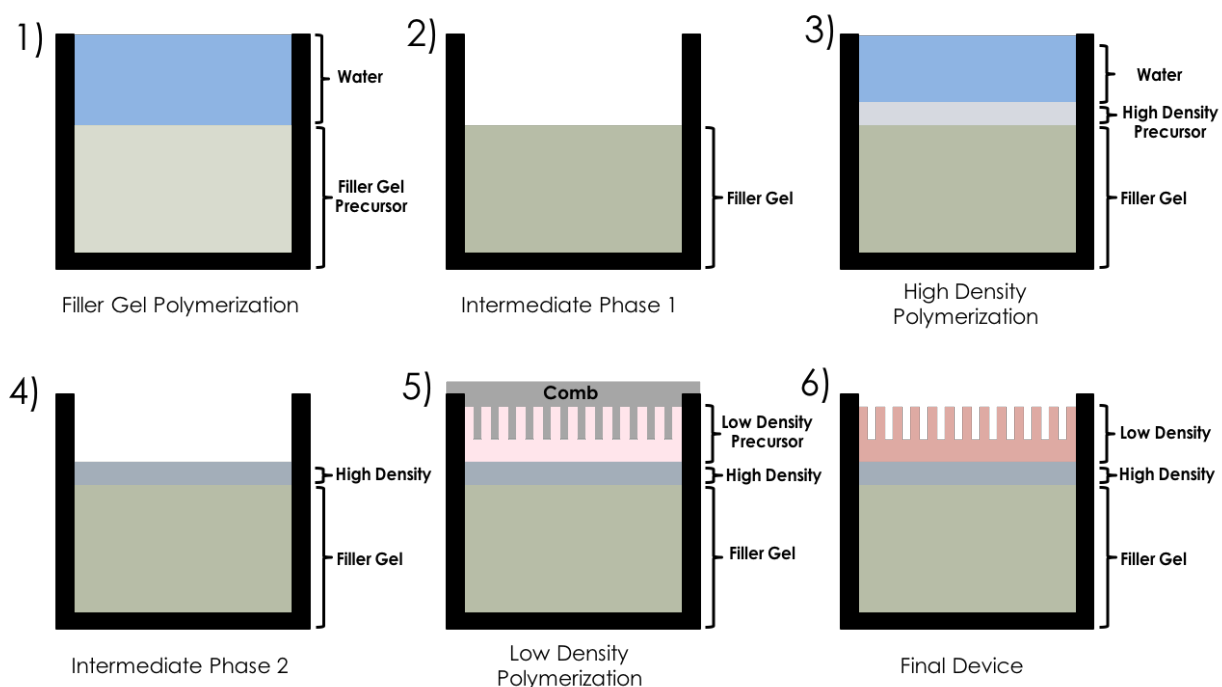 1)
Water
Filler Gel
Precursor
Filler Gel Polymerization
2)
Filler Gel
Intermediate Phase 1
3)
Water
High Density
Precursor
Filler Gel
High Density
Polymerization
4)
High Density
Filler Gel
Intermediate Phase 2
5)
Comb
Low Density
Precursor
High Density
Filler Gel
Low Density
Polymerization
6)
Low Density
High Density
Filler Gel
Final Device